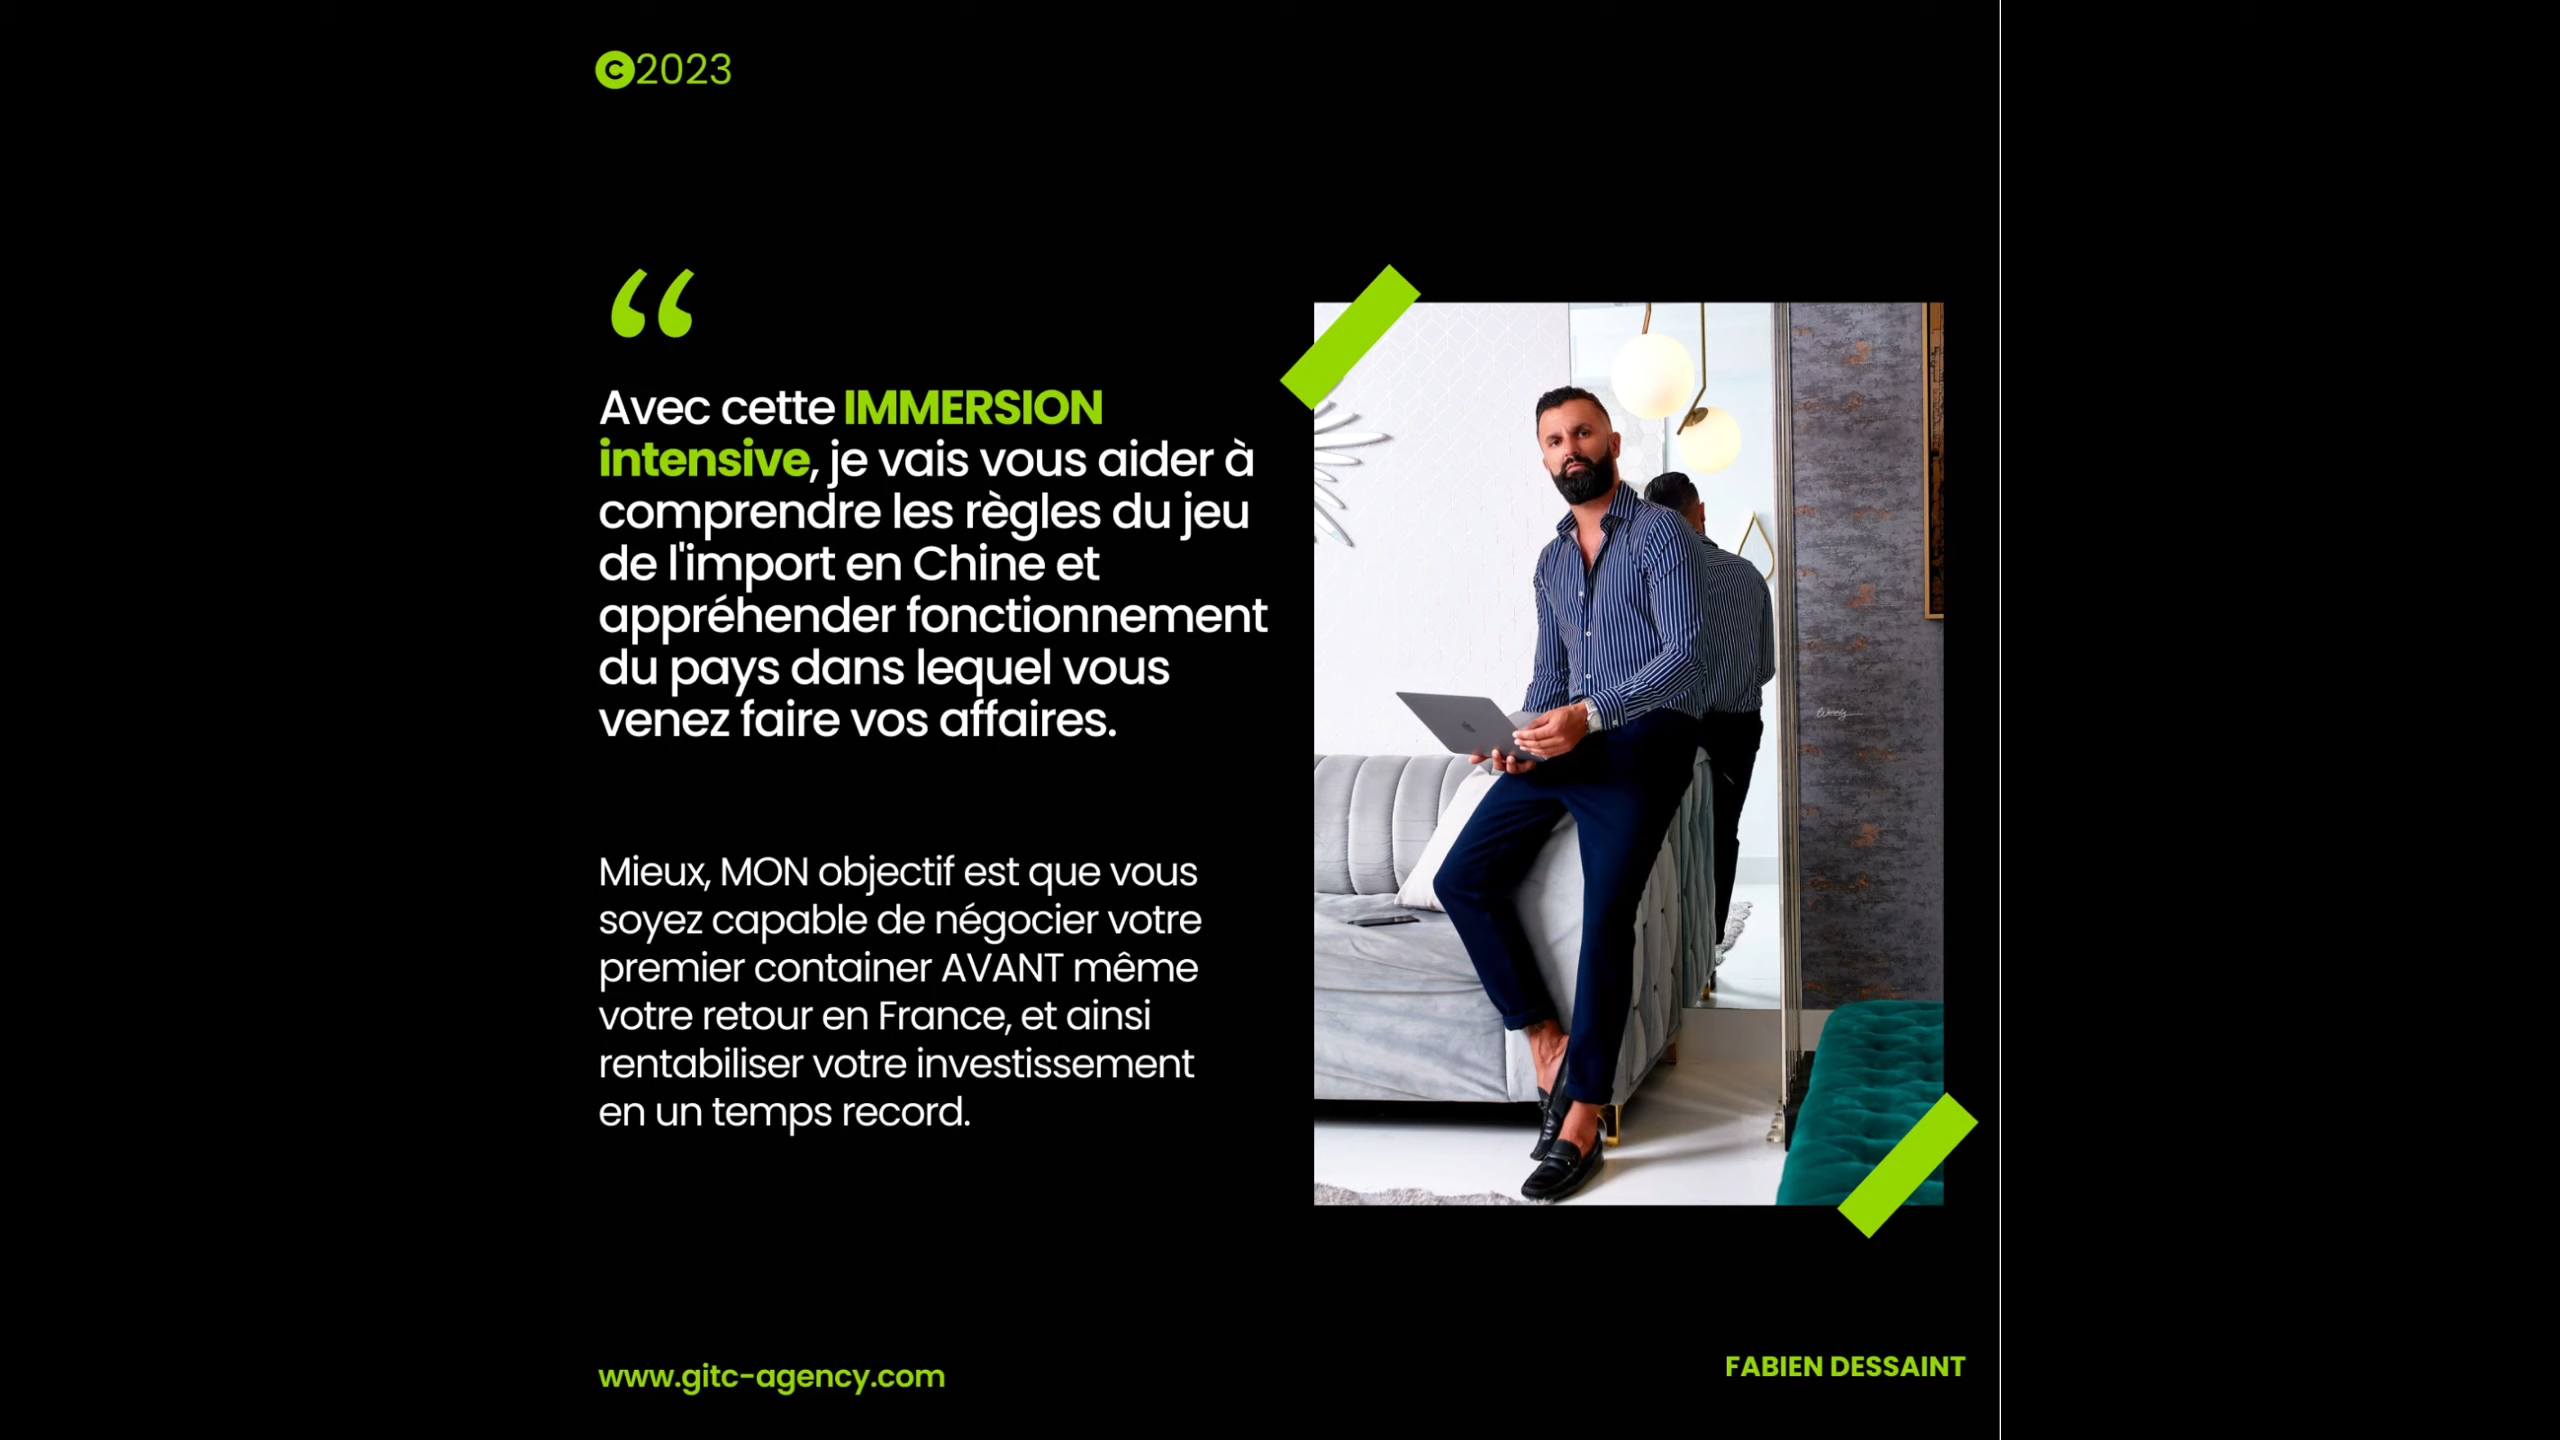 ©2023
“
Avec cette IMMERSION
intensive, je vais vous aider à
comprendre les règles du jeu
de l'import en Chine et
appréhender fonctionnement
du pays dans lequel vous
venez faire vos affaires.
Mieux, MON objectif est que vous
soyez capable de négocier votre
premier container AVANT même
votre retour en France, et ainsi
rentabiliser votre investissement
en un temps record.
www.gitc-agency.com
FABIEN DESSAINT